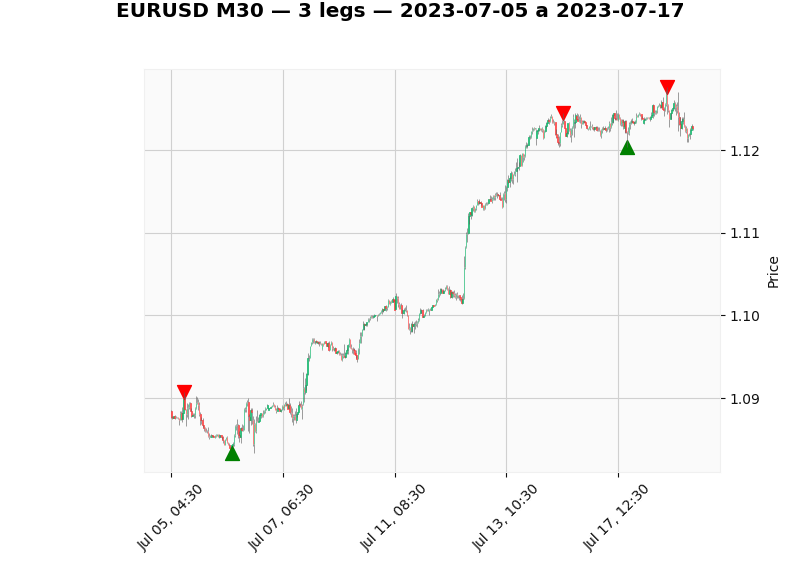 EURUSD M30 — 3 legs — 2023-07-05 a 2023-07-17
1.12
1.11
1.10
1.09
Price
Jul 05, 04:30
Jul 07, 06:30
Jul 11, 08:30
Jul 13, 10:30
Jul 17, 12:30